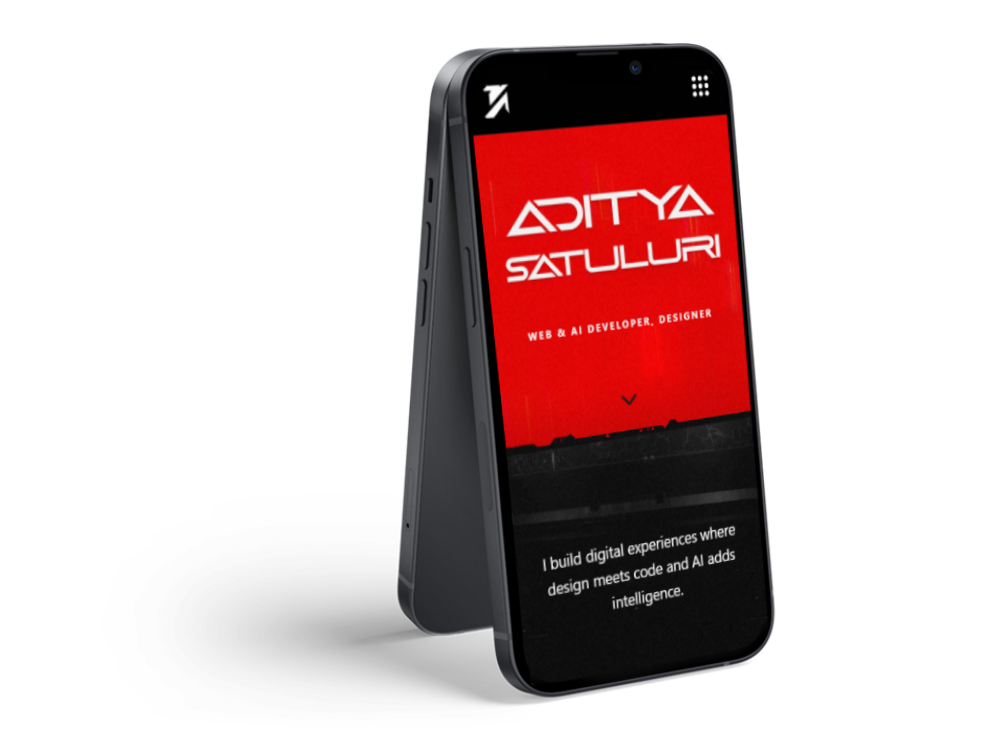 ADITYA
SATULURI
WEB & AI DEVELOPER, DESIGNER
I build digital experiences where
design meets code and AI adds
intelligence.